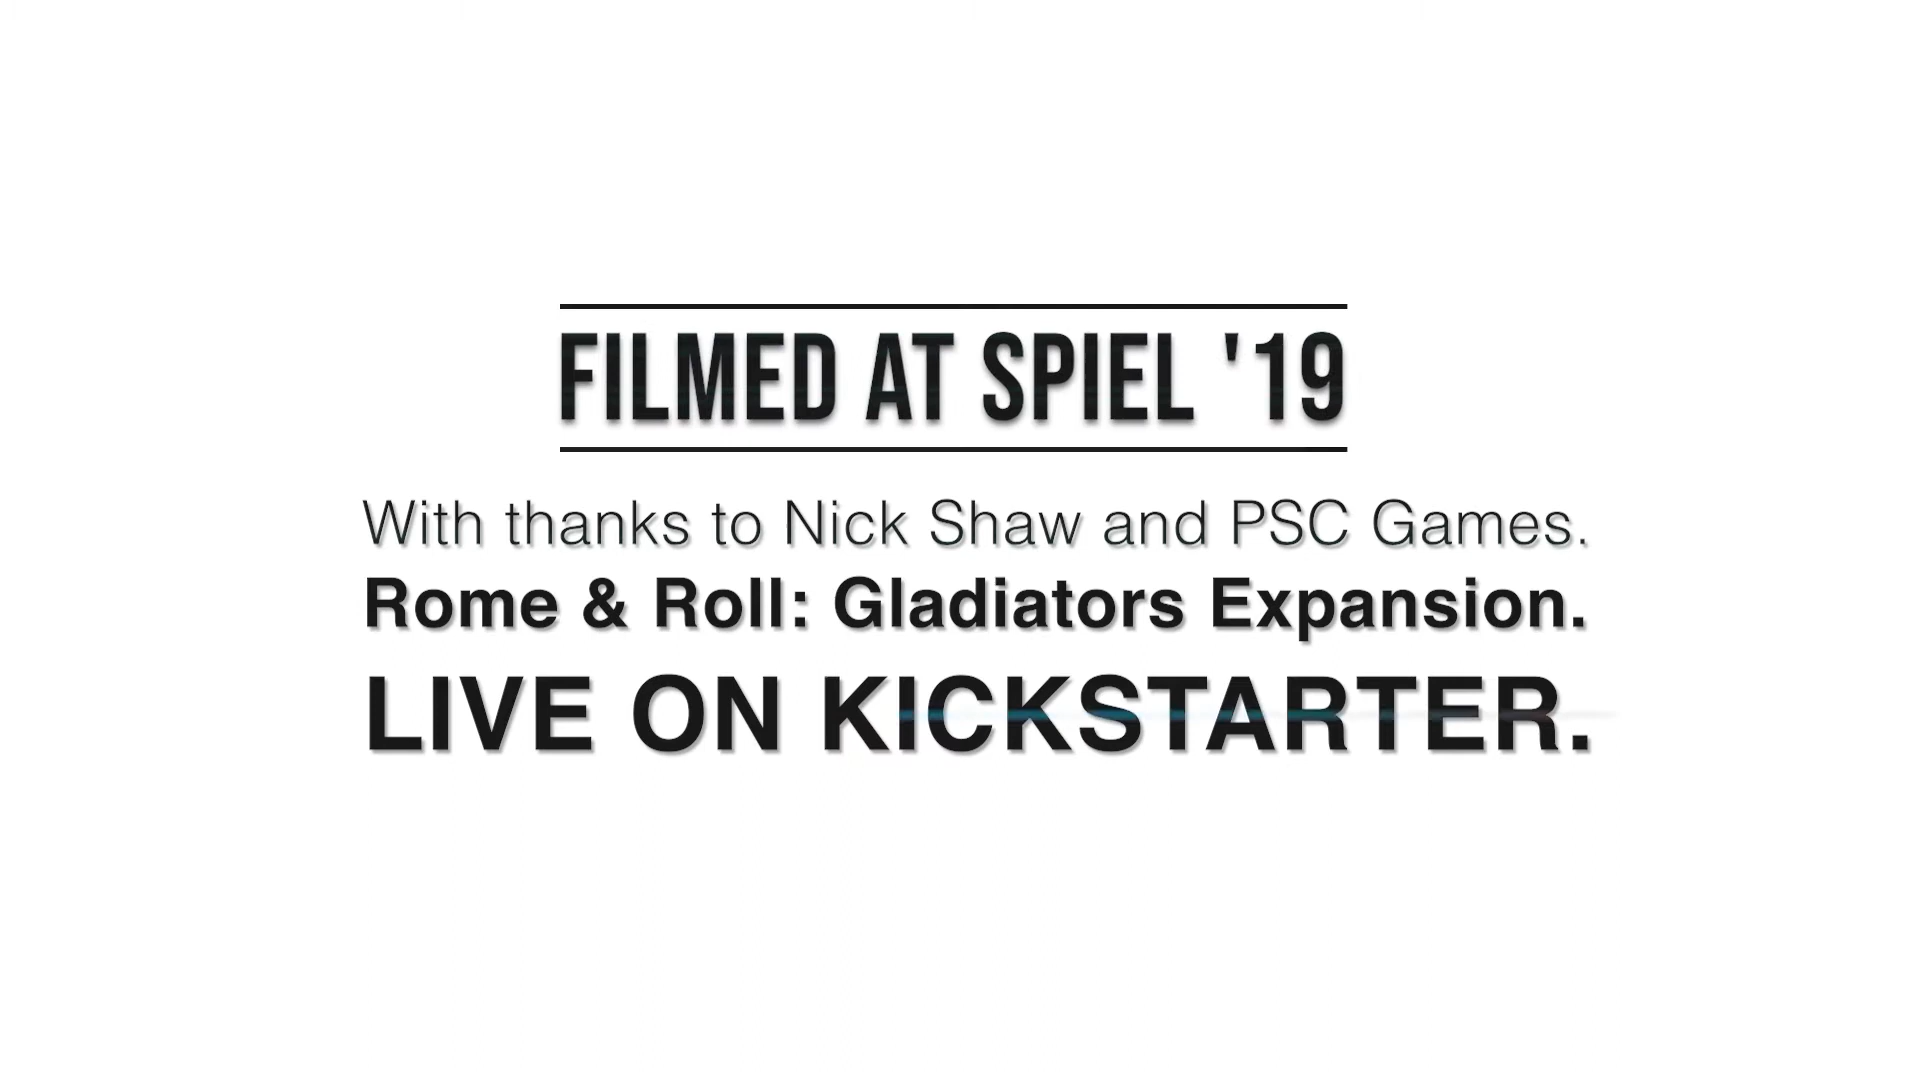 FILMED AT SPIEL '19
With thanks to Nick Shaw and PSC Games.
Rome & Roll: Gladiators Expansion.
LIVE ON KICKSTARTER.